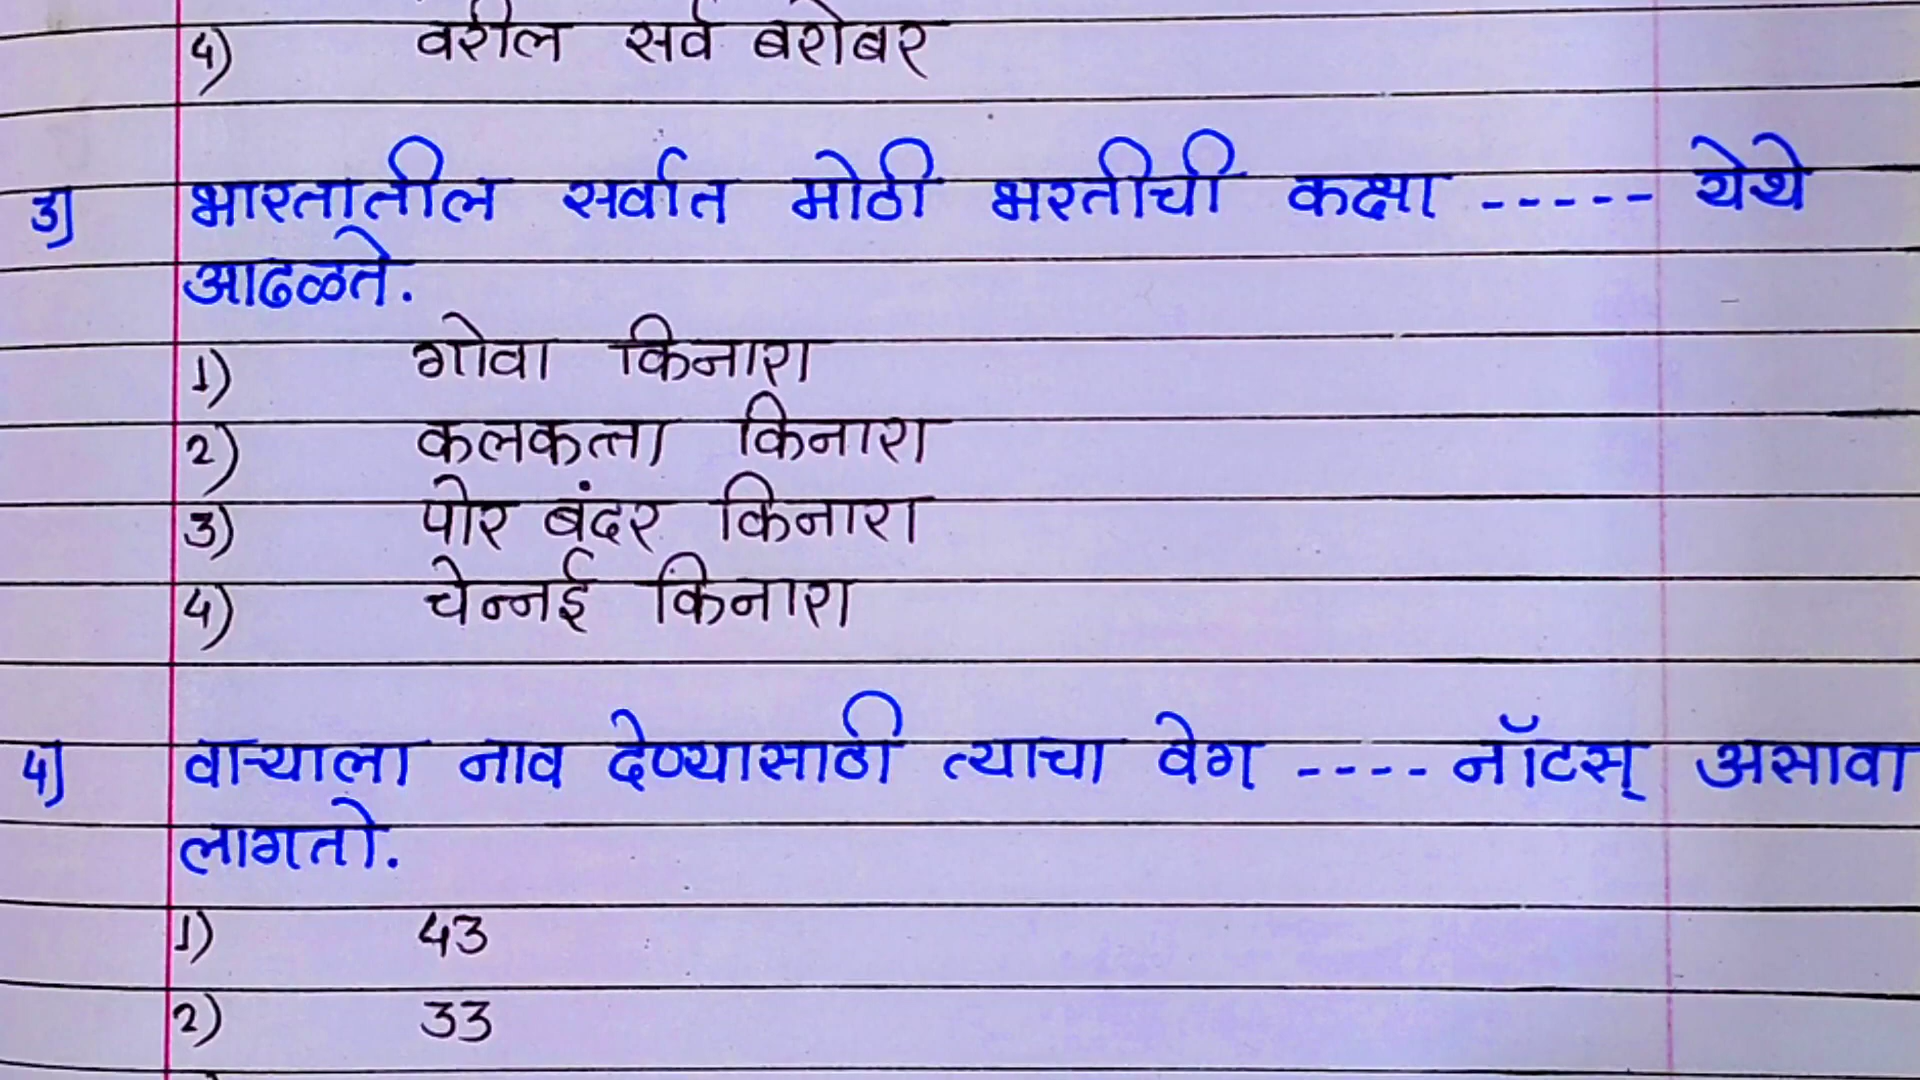 4) वरील सर्व बरोबर
3) भारतातील सर्वात मोठी भरतीची कक्षा ----- येथे
आढळते.
1) गोवा किनारा
2) कलकत्ता किनारा
3) पोर बंदर किनारा
4) चेन्नई किनारा
4) वाऱ्याला नाव देण्यासाठी त्याचा वेग ---- नॉटस् असावा
लागतो.
1) 43
2) 33